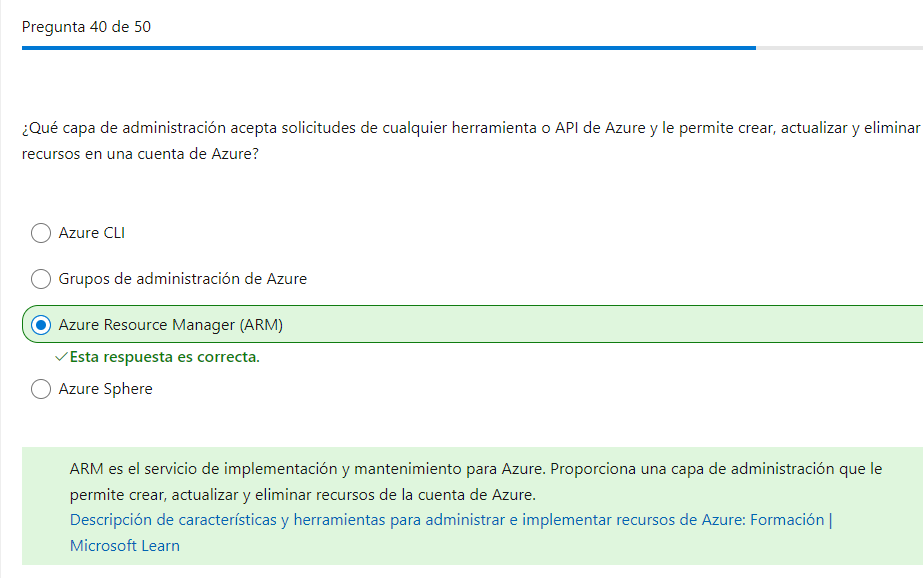 Pregunta 40 de 50
¿Qué capa de administración acepta solicitudes de cualquier herramienta o API de Azure y le permite crear, actualizar y eliminar
recursos en una cuenta de Azure?
Azure CLI
Grupos de administración de Azure
Azure Resource Manager (ARM)
Esta respuesta es correcta.
Azure Sphere
ARM es el servicio de implementación y mantenimiento para Azure. Proporciona una capa de administración que le
permite crear, actualizar y eliminar recursos de la cuenta de Azure.
Descripción de características y herramientas para administrar e implementar recursos de Azure: Formación |
Microsoft Learn